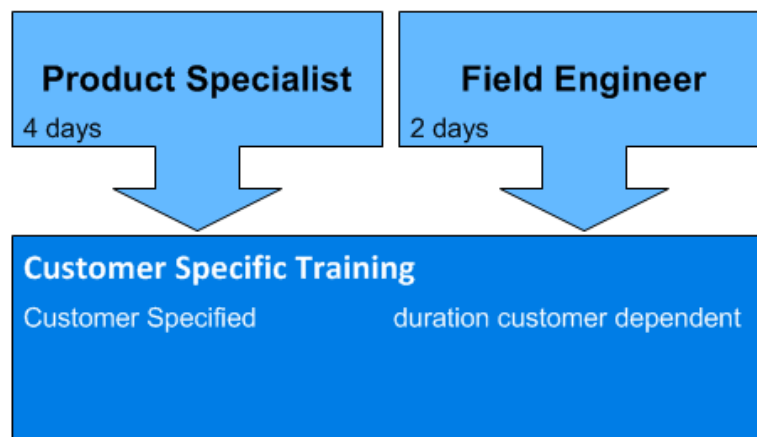 Product Specialist
4 days
Field Engineer
2 days
Customer Specific Training
Customer Specified
duration customer dependent